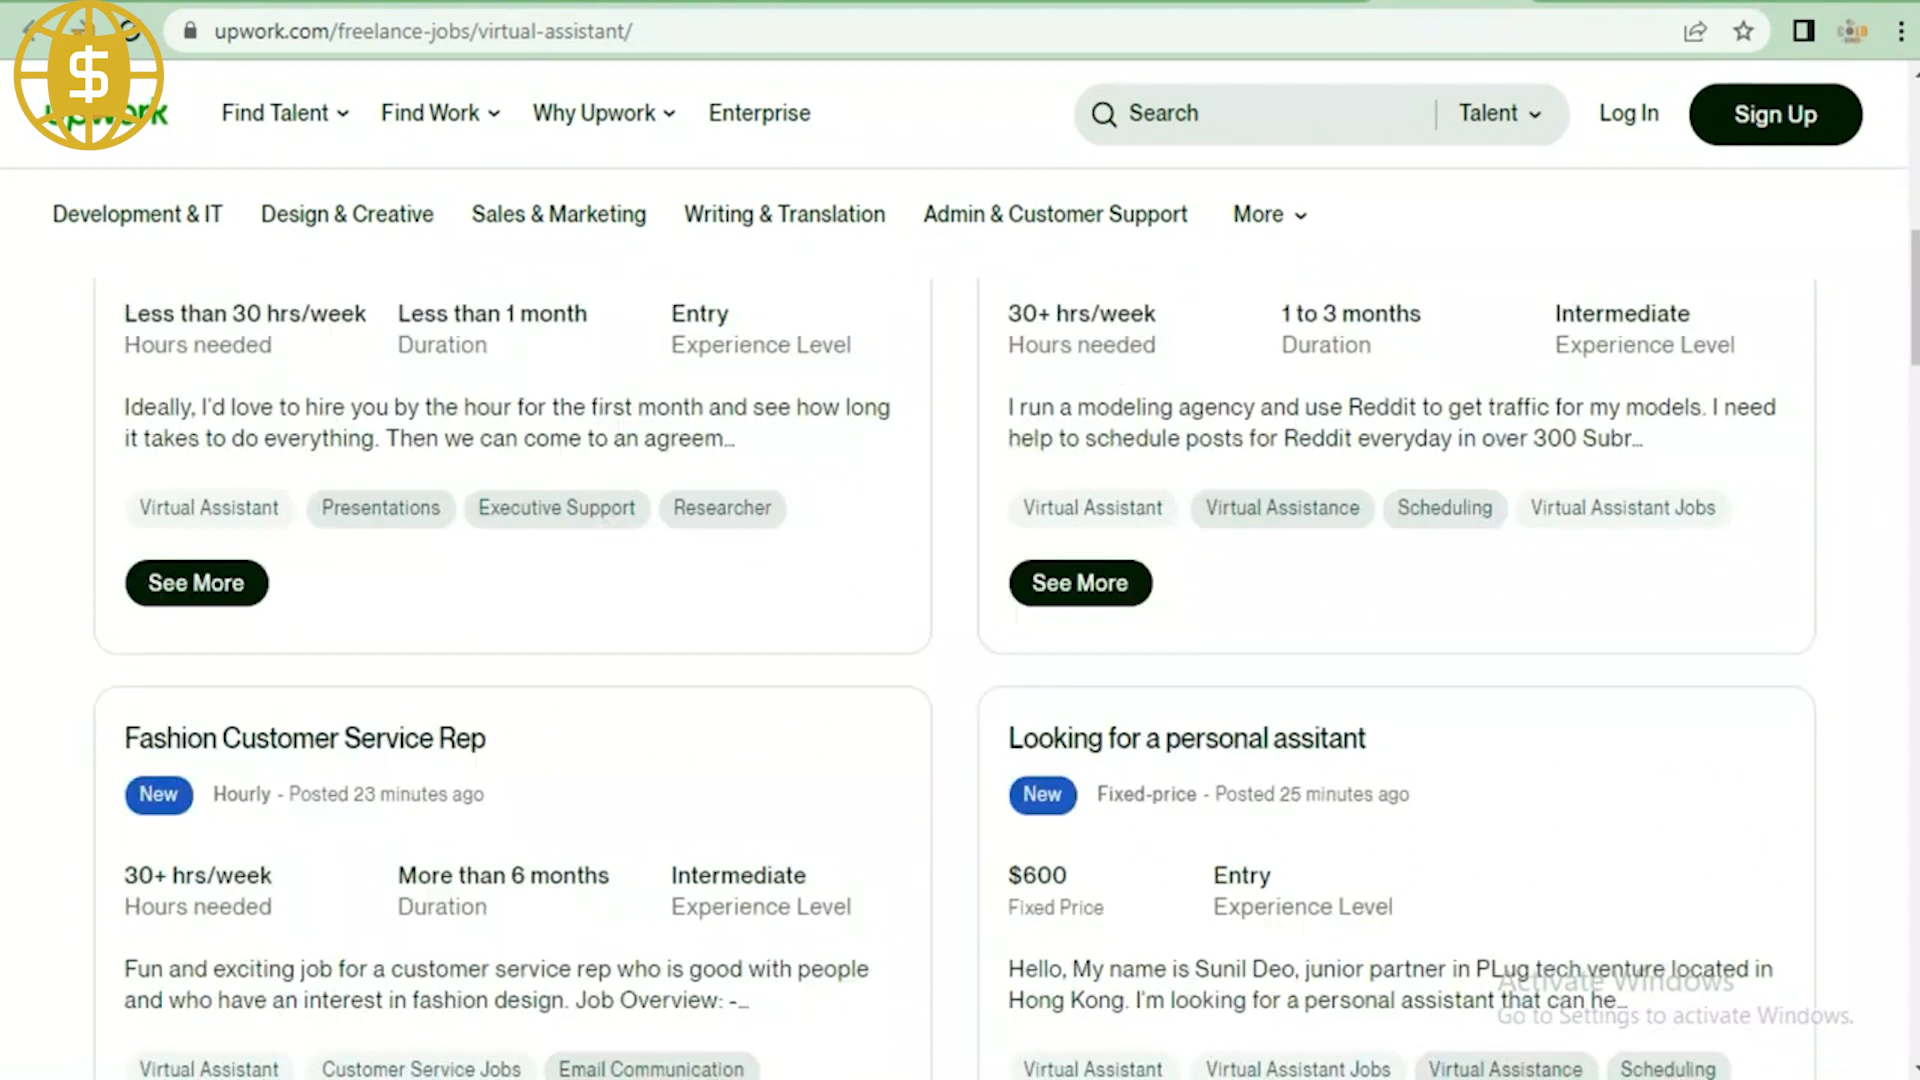 upwork.com/freelance-jobs/virtual-assistant/
$
upwork
Find Talent
Find Work
Why Upwork
Enterprise
Search
Talent
Log In
Sign Up
Development & IT
Design & Creative
Sales & Marketing
Writing & Translation
Admin & Customer Support
More
Less than 30 hrs/week
Less than 1 month
Entry
Hours needed
Duration
Experience Level
Ideally, I'd love to hire you by the hour for the first month and see how long
it takes to do everything. Then we can come to an agreem...
Virtual Assistant
Presentations
Executive Support
Researcher
See More
30+ hrs/week
1 to 3 months
Intermediate
Hours needed
Duration
Experience Level
I run a modeling agency and use Reddit to get traffic for my models. I need
help to schedule posts for Reddit everyday in over 300 Subr...
Virtual Assistant
Virtual Assistance
Scheduling
Virtual Assistant Jobs
See More
Fashion Customer Service Rep
New
Hourly - Posted 23 minutes ago
30+ hrs/week
More than 6 months
Intermediate
Hours needed
Duration
Experience Level
Fun and exciting job for a customer service rep who is good with people
and who have an interest in fashion design. Job Overview: -...
Virtual Assistant
Customer Service Jobs
Email Communication
Looking for a personal assitant
New
Fixed-price - Posted 25 minutes ago
$600
Entry
Fixed Price
Experience Level
Hello, My name is Sunil Deo, junior partner in PLug tech venture located in
Hong Kong. I'm looking for a personal assistant that can he...
Virtual Assistant
Virtual Assistant Jobs
Virtual Assistance
Scheduling
Activate Windows
Go to Settings to activate Windows.